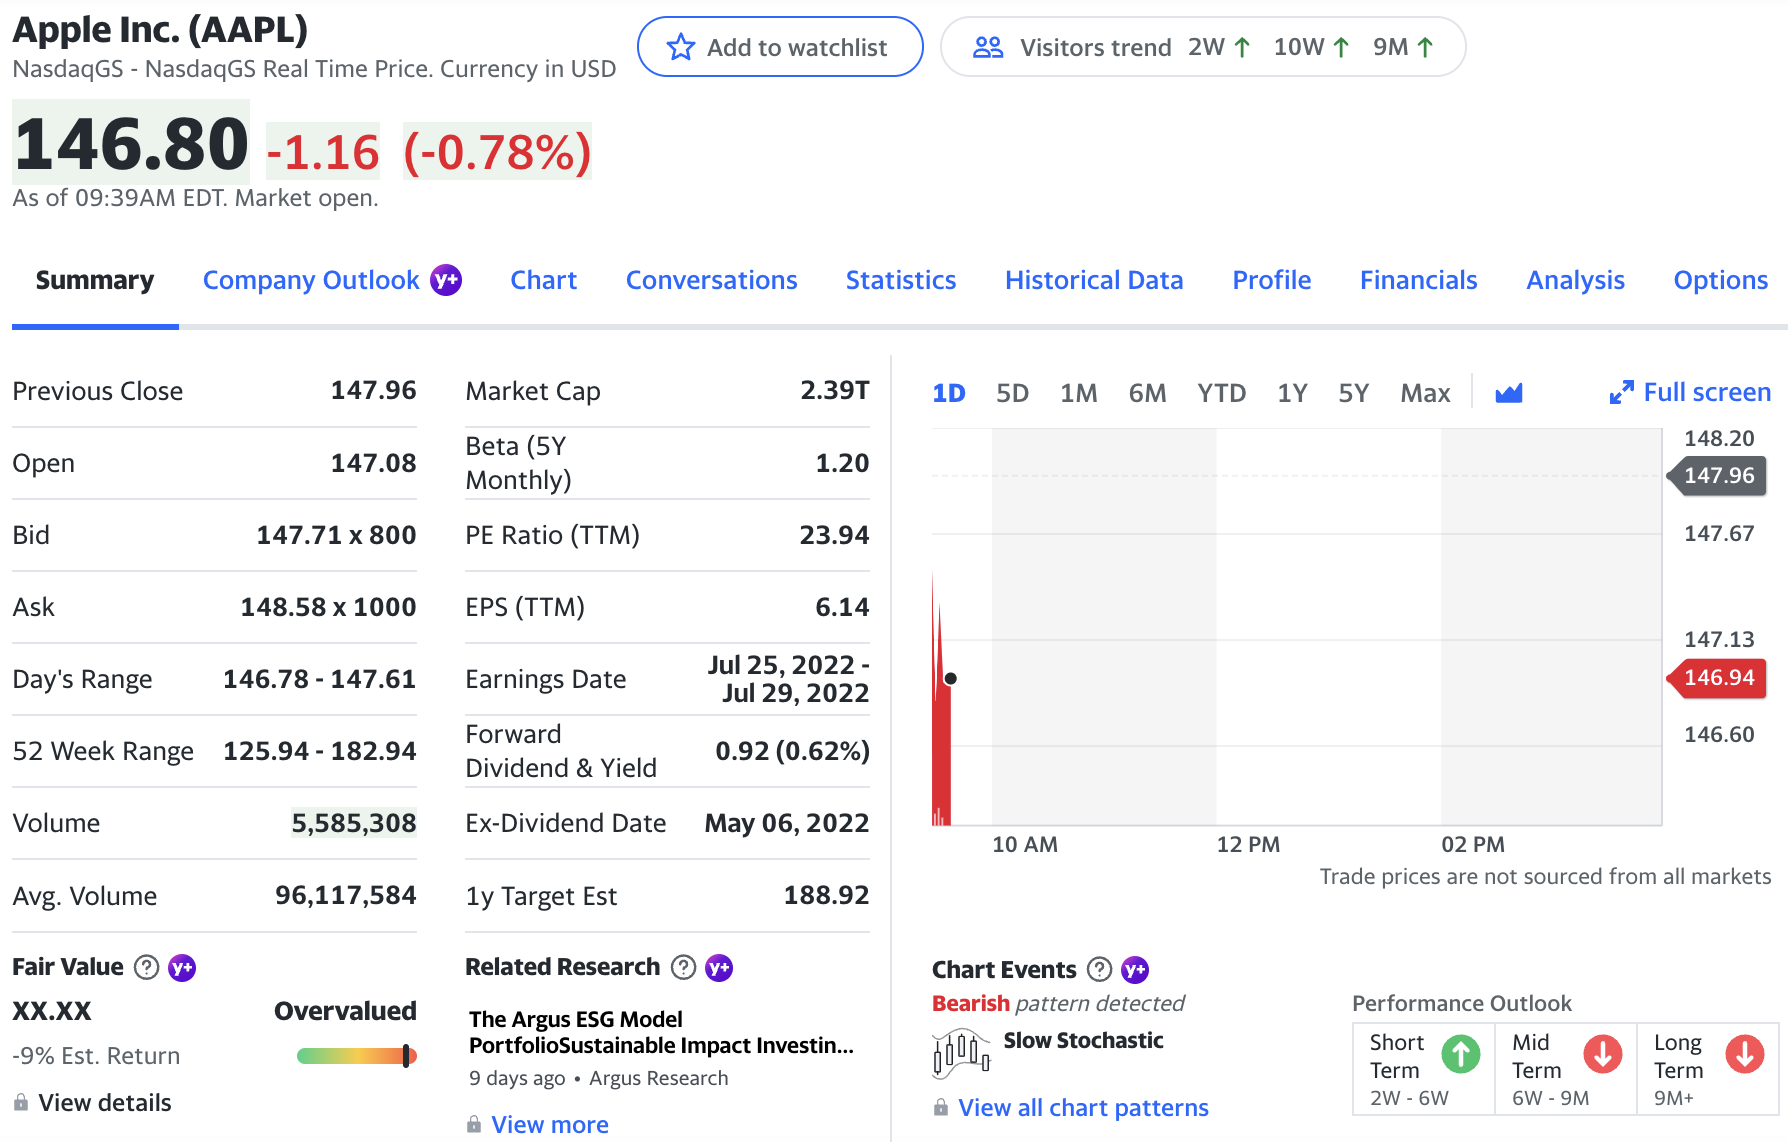 Apple Inc. (AAPL)
NasdaqGS - NasdaqGS Real Time Price. Currency in USD
Add to watchlist
Visitors trend 2W ↑ 10W ↑ 9M ↑
146.80 -1.16 (-0.78%)
As of 09:39AM EDT. Market open.
Summary Company Outlook y+ Chart Conversations Statistics Historical Data Profile Financials Analysis Options
Previous Close 147.96
Open 147.08
Bid 147.71 x 800
Ask 148.58 x 1000
Day's Range 146.78 - 147.61
52 Week Range 125.94 - 182.94
Volume 5,585,308
Avg. Volume 96,117,584
Market Cap 2.39T
Beta (5Y
Monthly) 1.20
PE Ratio (TTM) 23.94
EPS (TTM) 6.14
Earnings Date Jul 25, 2022 -
Jul 29, 2022
Forward
Dividend & Yield 0.92 (0.62%)
Ex-Dividend Date May 06, 2022
1y Target Est 188.92
1D 5D 1M 6M YTD 1Y 5Y Max
Full screen
148.20
147.96
147.67
147.13
146.94
146.60
10 AM 12 PM 02 PM
Trade prices are not sourced from all markets
Fair Value ? y+
XX.XX Overvalued
-9% Est. Return
View details
Related Research ? y+
The Argus ESG Model
PortfolioSustainable Impact Investin...
9 days ago • Argus Research
View more
Chart Events ? y+
Bearish pattern detected
Slow Stochastic
View all chart patterns
Performance Outlook
Short
Term
2W - 6W
Mid
Term
6W - 9M
Long
Term
9M+